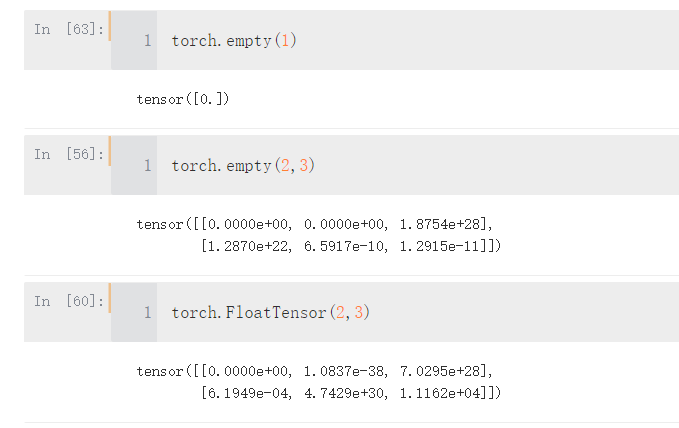 In [63]:
1 torch.empty(1)
tensor([0.])
In [56]:
1 torch.empty(2,3)
tensor([[0.0000e+00, 0.0000e+00, 1.8754e+28],
[1.2870e+22, 6.5917e-10, 1.2915e-11]])
In [60]:
1 torch.FloatTensor(2,3)
tensor([[0.0000e+00, 1.0837e-38, 7.0295e+28],
[6.1949e-04, 4.7429e+30, 1.1162e+04]])